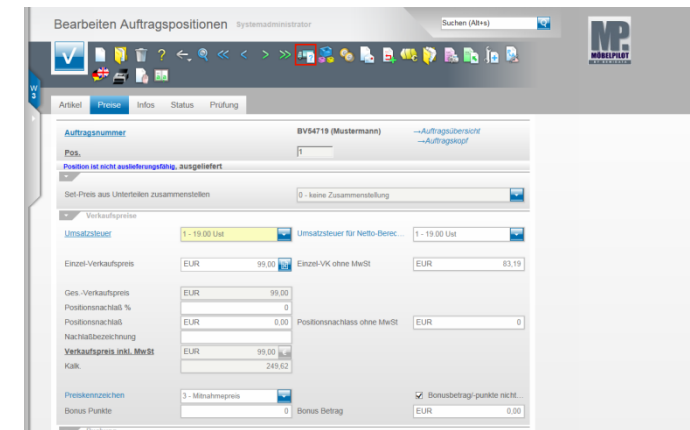 Bearbeiten Auftragspositionen Systemadministrator
Suchen (Alt+s)
MP.
MÖBELPILOT
W
3
Artikel Preise Infos Status Prüfung
Auftragsnummer BV54719 (Mustermann) →Auftragsübersicht
→Auftragskopf
Pos. 1
Position ist nicht auslieferungsfähig, ausgeliefert
Set-Preis aus Unterteilen zusammenstellen 0 - keine Zusammenstellung
Verkaufspreise
Umsatzsteuer 1 - 19.00 Ust Umsatzsteuer für Netto-Berec... 1 - 19.00 Ust
Einzel-Verkaufspreis EUR 99,00 Einzel-VK ohne MwSt EUR 83,19
Ges.-Verkaufspreis EUR 99,00
Positionsnachlaß % 0
Positionsnachlaß EUR 0,00 Positionsnachlass ohne MwSt EUR 0
Nachlaßbezeichnung
Verkaufspreis inkl. MwSt EUR 99,00
Kalk. 249,62
Preiskennzeichen 3 - Mitnahmepreis Bonusbetrag/-punkte nicht...
Bonus Punkte 0 Bonus Betrag EUR 0,00